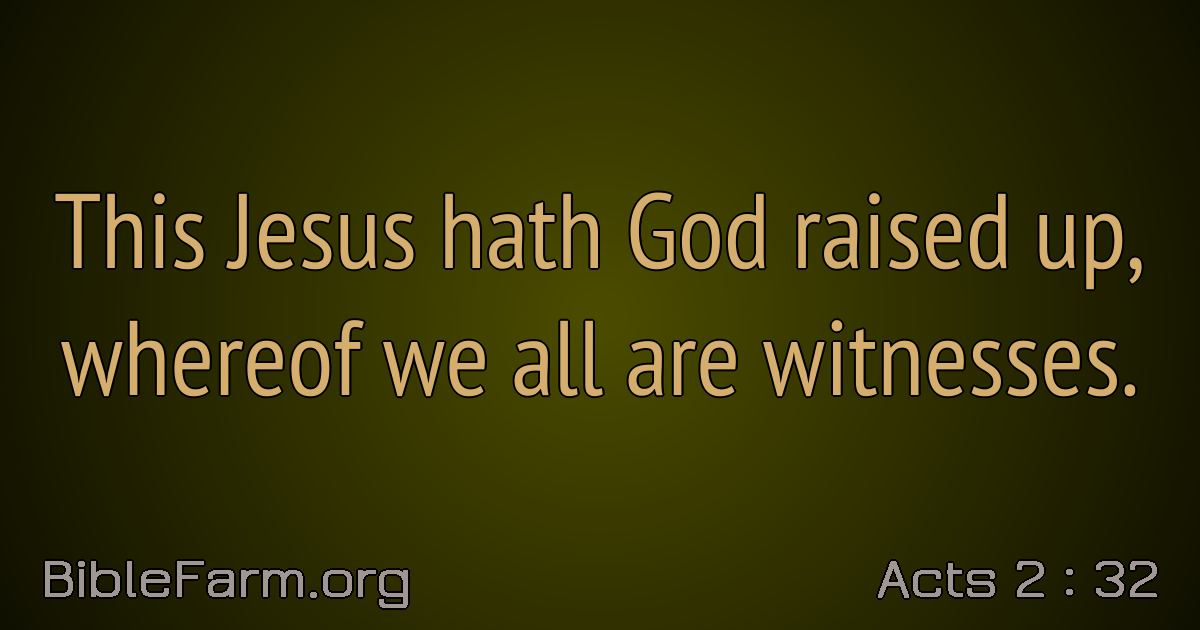 This Jesus hath God raised up,
whereof we all are witnesses.
BibleFarm.org
Acts 2 : 32